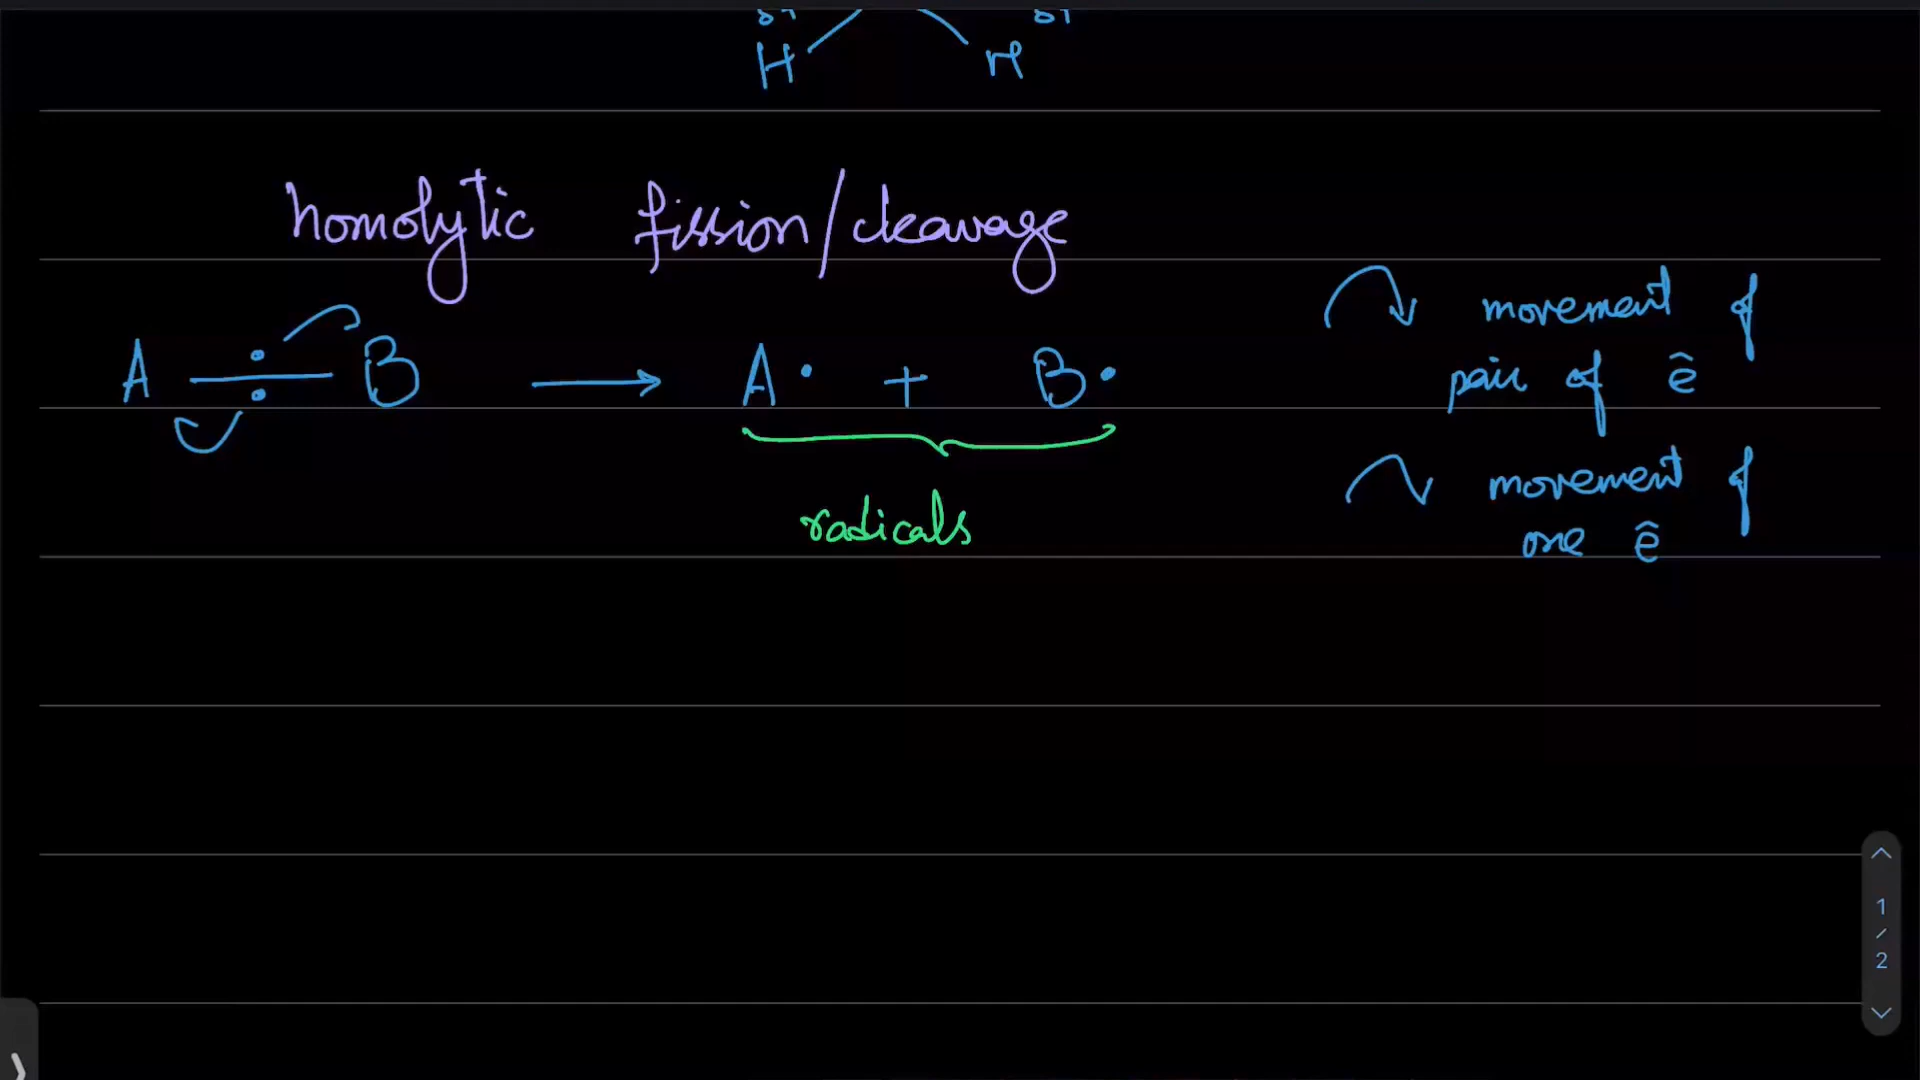 δ+ δ+
H H
homolytic fission/cleavage
A : B → A• + B•
radicals
movement of
pair of ē
movement of
one ē
1
/
2